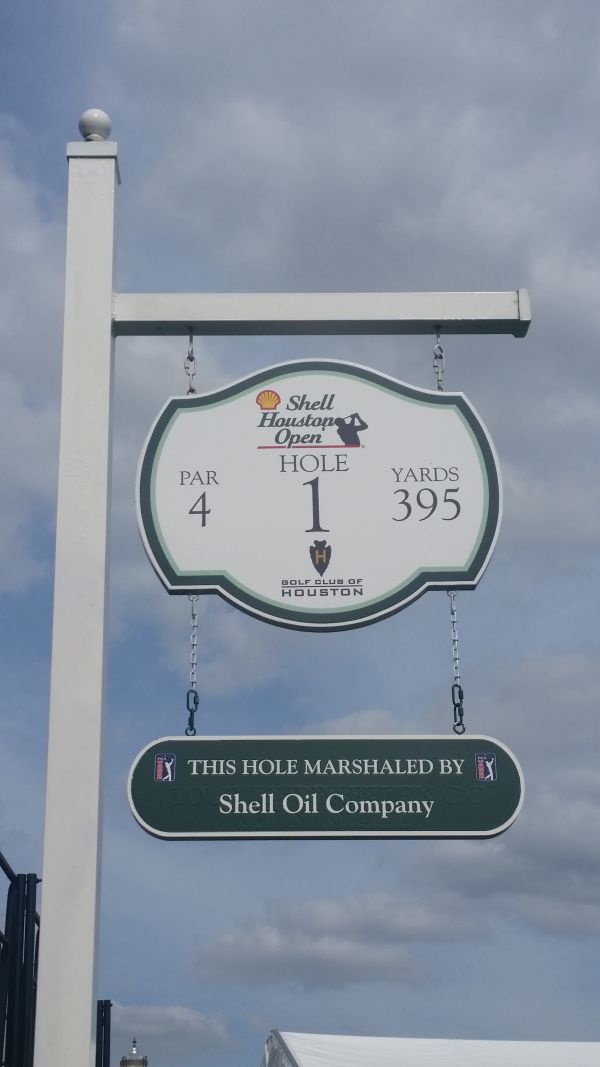 Shell
Houston
Open
HOLE
1
PAR
4
YARDS
395
H
GOLF CLUB OF
HOUSTON
THIS HOLE MARSHALED BY
Shell Oil Company